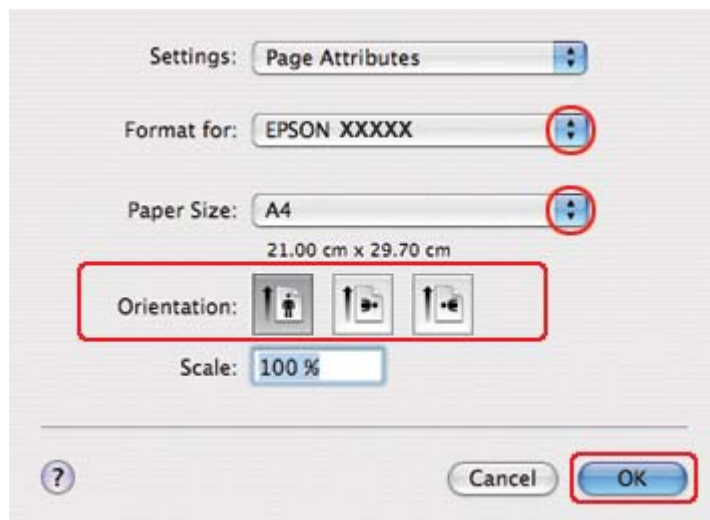 Settings: Page Attributes
Format for: EPSON XXXXX
Paper Size: A4
21.00 cm x 29.70 cm
Orientation:
Scale: 100 %
? Cancel OK